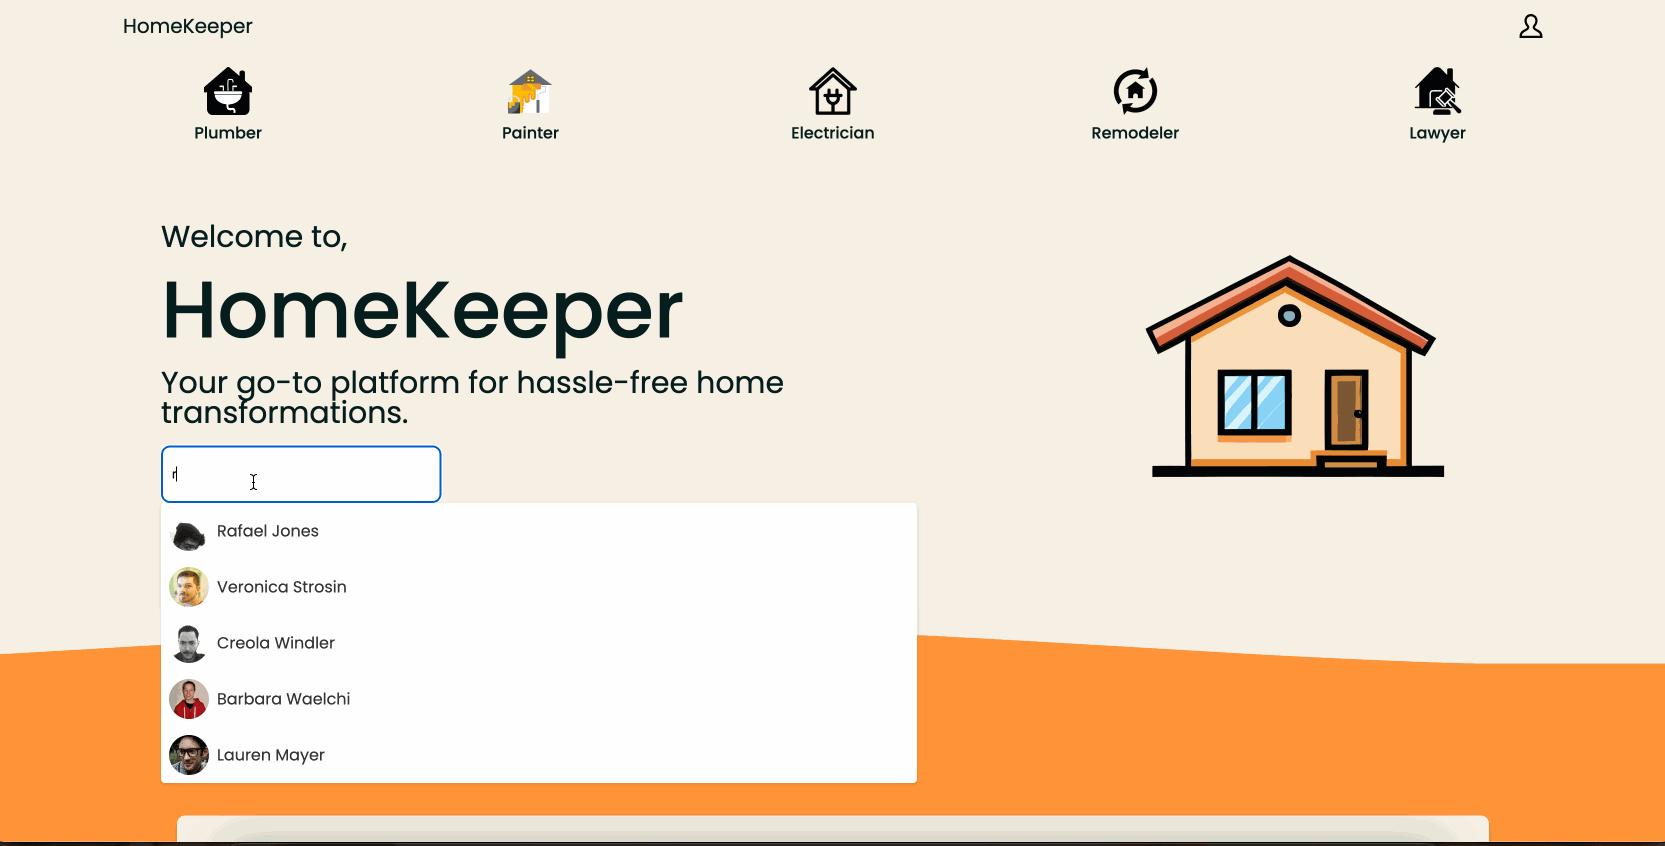 HomeKeeper
Plumber
Painter
Electrician
Remodeler
Lawyer
Welcome to,
HomeKeeper
Your go-to platform for hassle-free home
transformations.
r
Rafael Jones
Veronica Strosin
Creola Windler
Barbara Waelchi
Lauren Mayer